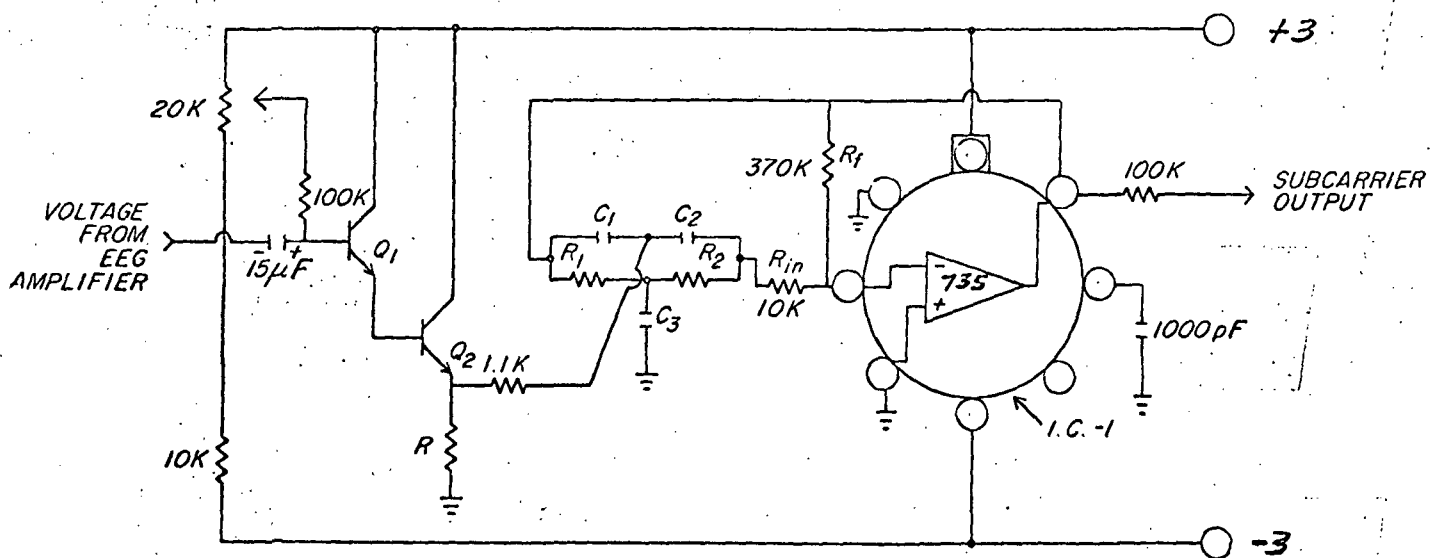 +3
20K
370K
Rf
100K
100K
SUBCARRIER
OUTPUT
VOLTAGE
FROM
EEG
AMPLIFIER
- +
15μF
Q1
C1
C2
R1
R2
Rin
10K
C3
-
735
+
1000pF
Q2
1.1K
R
10K
I.C.-1
-3